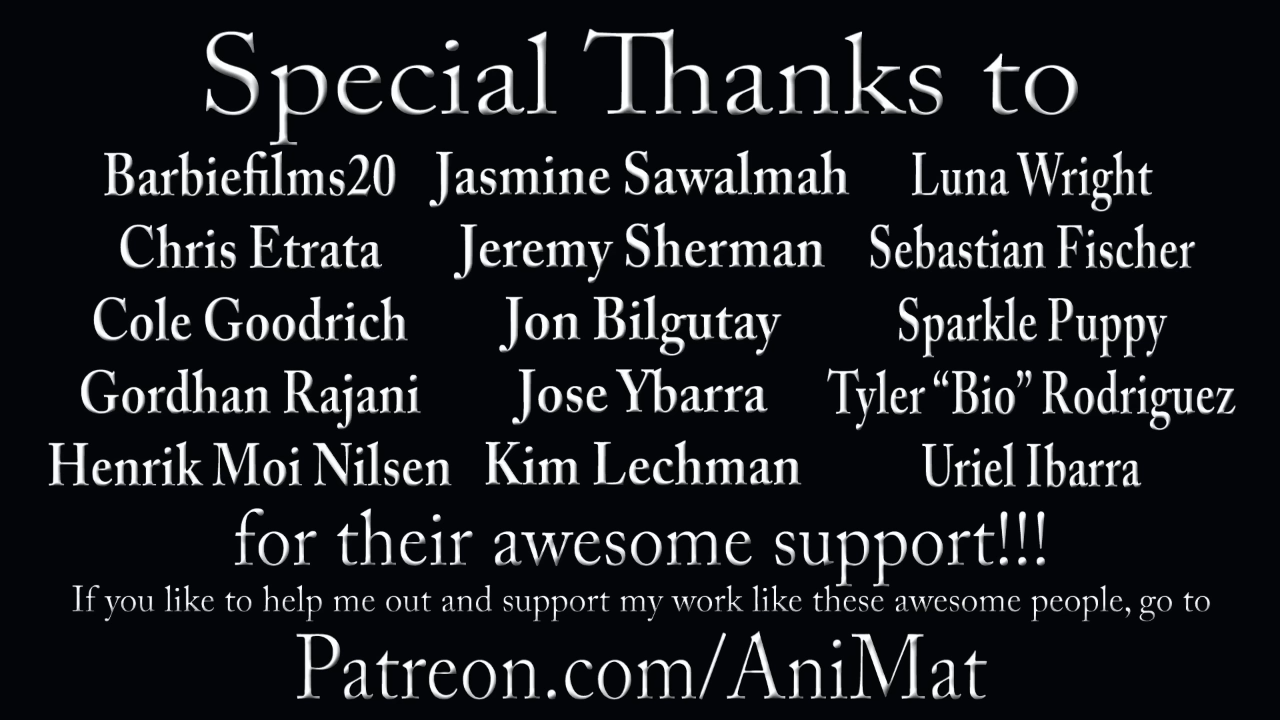 Special Thanks to
Barbiefilms20 Jasmine Sawalmah Luna Wright
Chris Etrata Jeremy Sherman Sebastian Fischer
Cole Goodrich Jon Bilgutay Sparkle Puppy
Gordhan Rajani Jose Ybarra Tyler “Bio” Rodriguez
Henrik Moi Nilsen Kim Lechman Uriel Ibarra
for their awesome support!!!
If you like to help me out and support my work like these awesome people, go to
Patreon.com/AniMat